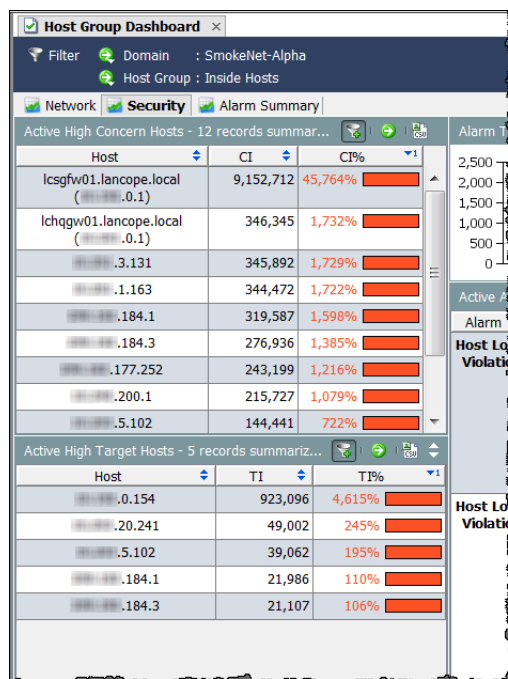 Host Group Dashboard ×
Filter Domain : SmokeNet-Alpha
Host Group : Inside Hosts
Network Security Alarm Summary
Active High Concern Hosts - 12 records summar...
CSV
Host CI CI% 1
lcsgfw01.lancope.local
( .0.1) 9,152,712 45,764%
lchqgw01.lancope.local
( .0.1) 346,345 1,732%
.3.131 345,892 1,729%
.1.163 344,472 1,722%
.184.1 319,587 1,598%
.184.3 276,936 1,385%
.177.252 243,199 1,216%
.200.1 215,727 1,079%
.5.102 144,441 722%
Active High Target Hosts - 5 records summariz...
CSV
Host TI TI% 1
.0.154 923,096 4,615%
.20.241 49,002 245%
.5.102 39,062 195%
.184.1 21,986 110%
.184.3 21,107 106%
Alarm T
2,500
2,000
1,500
1,000
500
0
Active A
Alarm
Host Lo
Violati
Host Lo
Violati